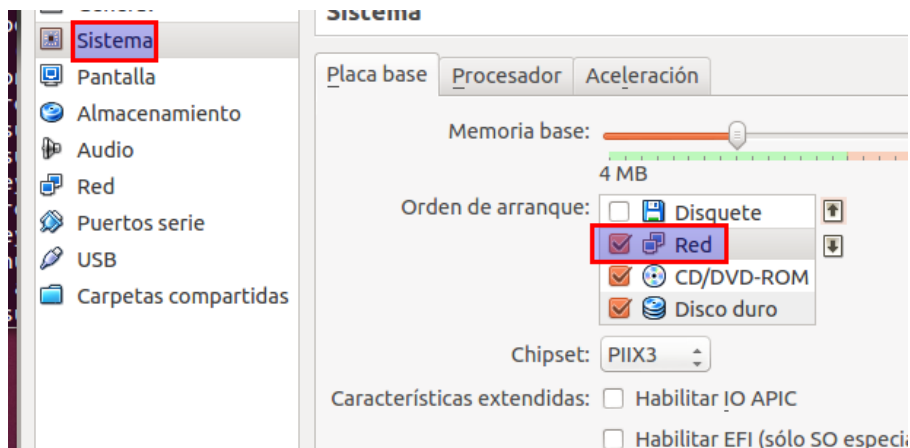 Sistema
Sistema
Pantalla
Almacenamiento
Audio
Red
Puertos serie
USB
Carpetas compartidas
Placa base
Procesador
Aceleración
Memoria base:
4 MB
Orden de arranque:
Disquete
Red
CD/DVD-ROM
Disco duro
Chipset: PIIX3
Características extendidas:
Habilitar IO APIC
Habilitar EFI (sólo SO